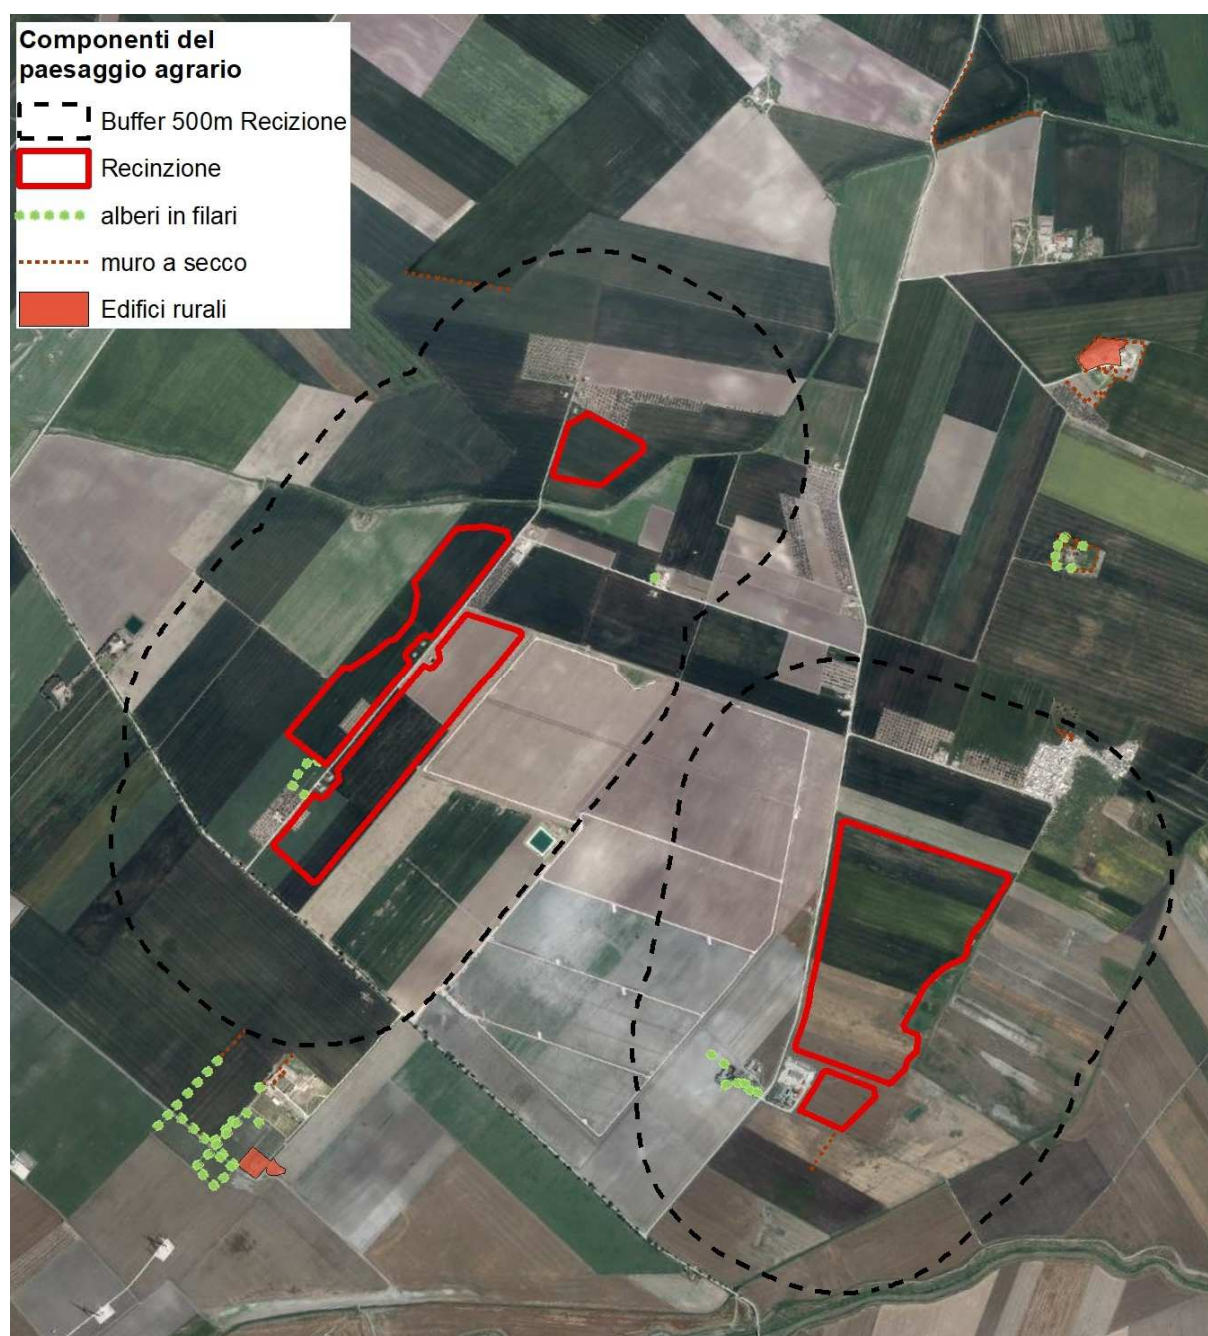 Componenti del
paesaggio agrario
Buffer 500m Recizione
Recinzione
alberi in filari
muro a secco
Edifici rurali